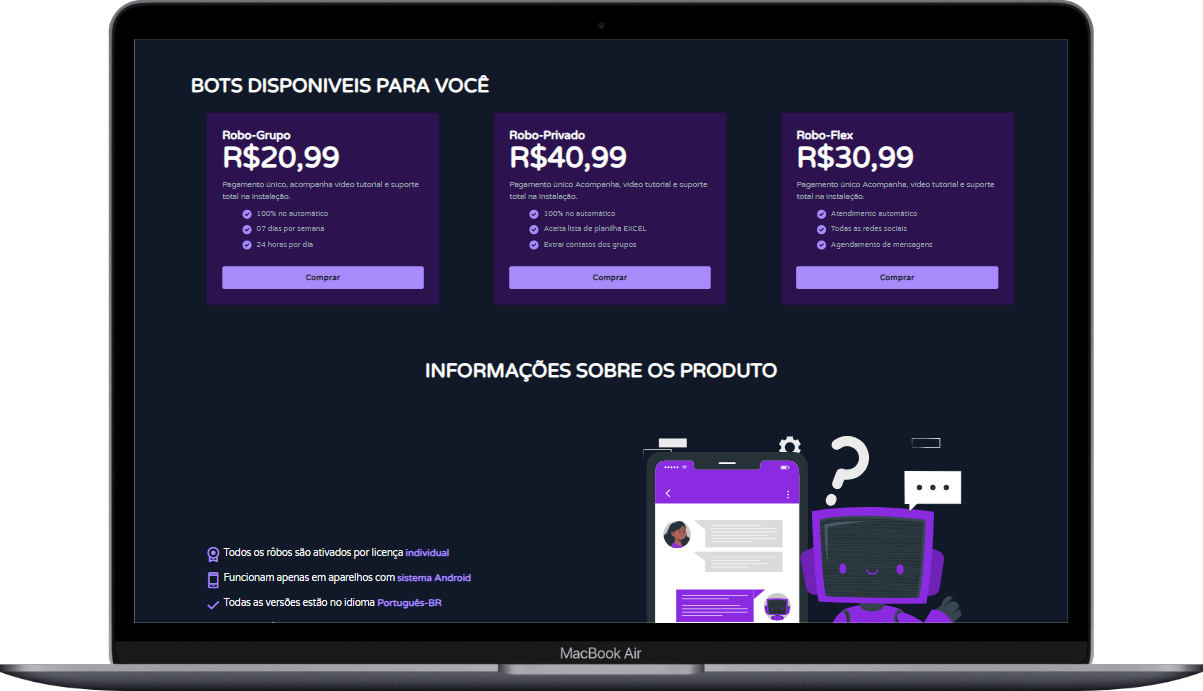 BOTS DISPONIVEIS PARA VOCÊ
Robo-Grupo
R$20,99
Pagamento único, acompanha video tutorial e suporte
total na instalação.
100% no automático
07 dias por semana
24 horas por dia
Comprar
Robo-Privado
R$40,99
Pagamento único Acompanha, video tutorial e suporte
total na instalação.
100% no automático
Aceita lista de planilha EXCEL
Extrai contatos dos grupos
Comprar
Robo-Flex
R$30,99
Pagamento único Acompanha, video tutorial e suporte
total na instalação.
Atendimento automático
Todas as redes sociais
Agendamento de mensagens
Comprar
INFORMAÇÕES SOBRE OS PRODUTO
Todos os rôbos são ativados por licença individual
Funcionam apenas em aparelhos com sistema Android
Todas as versões estão no idioma Português-BR
?
MacBook Air